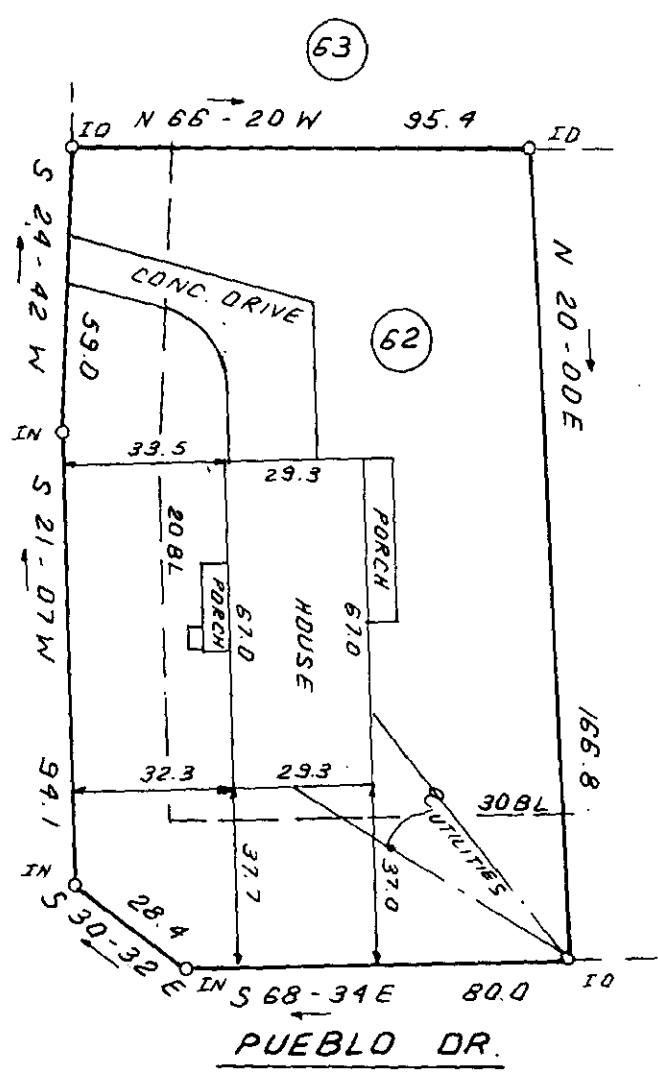 63
IO N 66-20 W 95.4 IO
S 24-42 W
59.0
CONC. DRIVE
62
N 20-00E
166.8
IN
33.5
29.3
S 21-07 W
94.1
20 BL
PORCH
67.0
HOUSE
67.0
PORCH
32.3
29.3
30 BL
UTILITIES
37.7
37.0
IN
28.4
S 30-32 E
IN
S 68-34 E 80.0
IO
PUEBLO DR.